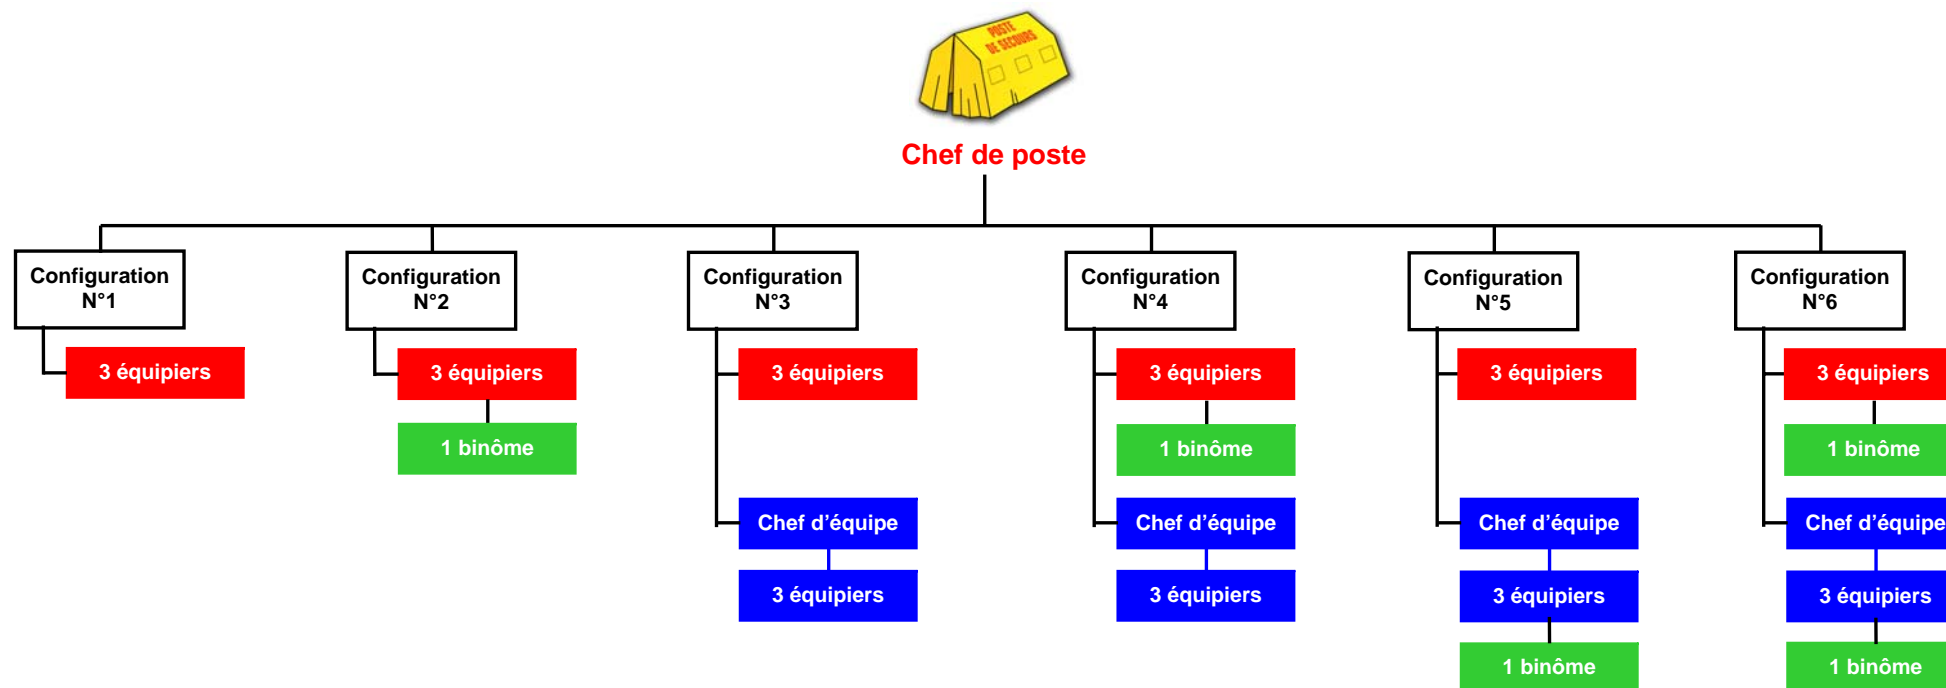 POSTE
DE SECOURS
Chef de poste
Configuration
N°1
Configuration
N°2
Configuration
N°3
Configuration
N°4
Configuration
N°5
Configuration
N°6
3 équipiers
3 équipiers
3 équipiers
3 équipiers
3 équipiers
3 équipiers
1 binôme
1 binôme
1 binôme
Chef d’équipe
Chef d’équipe
Chef d’équipe
Chef d’équipe
3 équipiers
3 équipiers
3 équipiers
3 équipiers
1 binôme
1 binôme